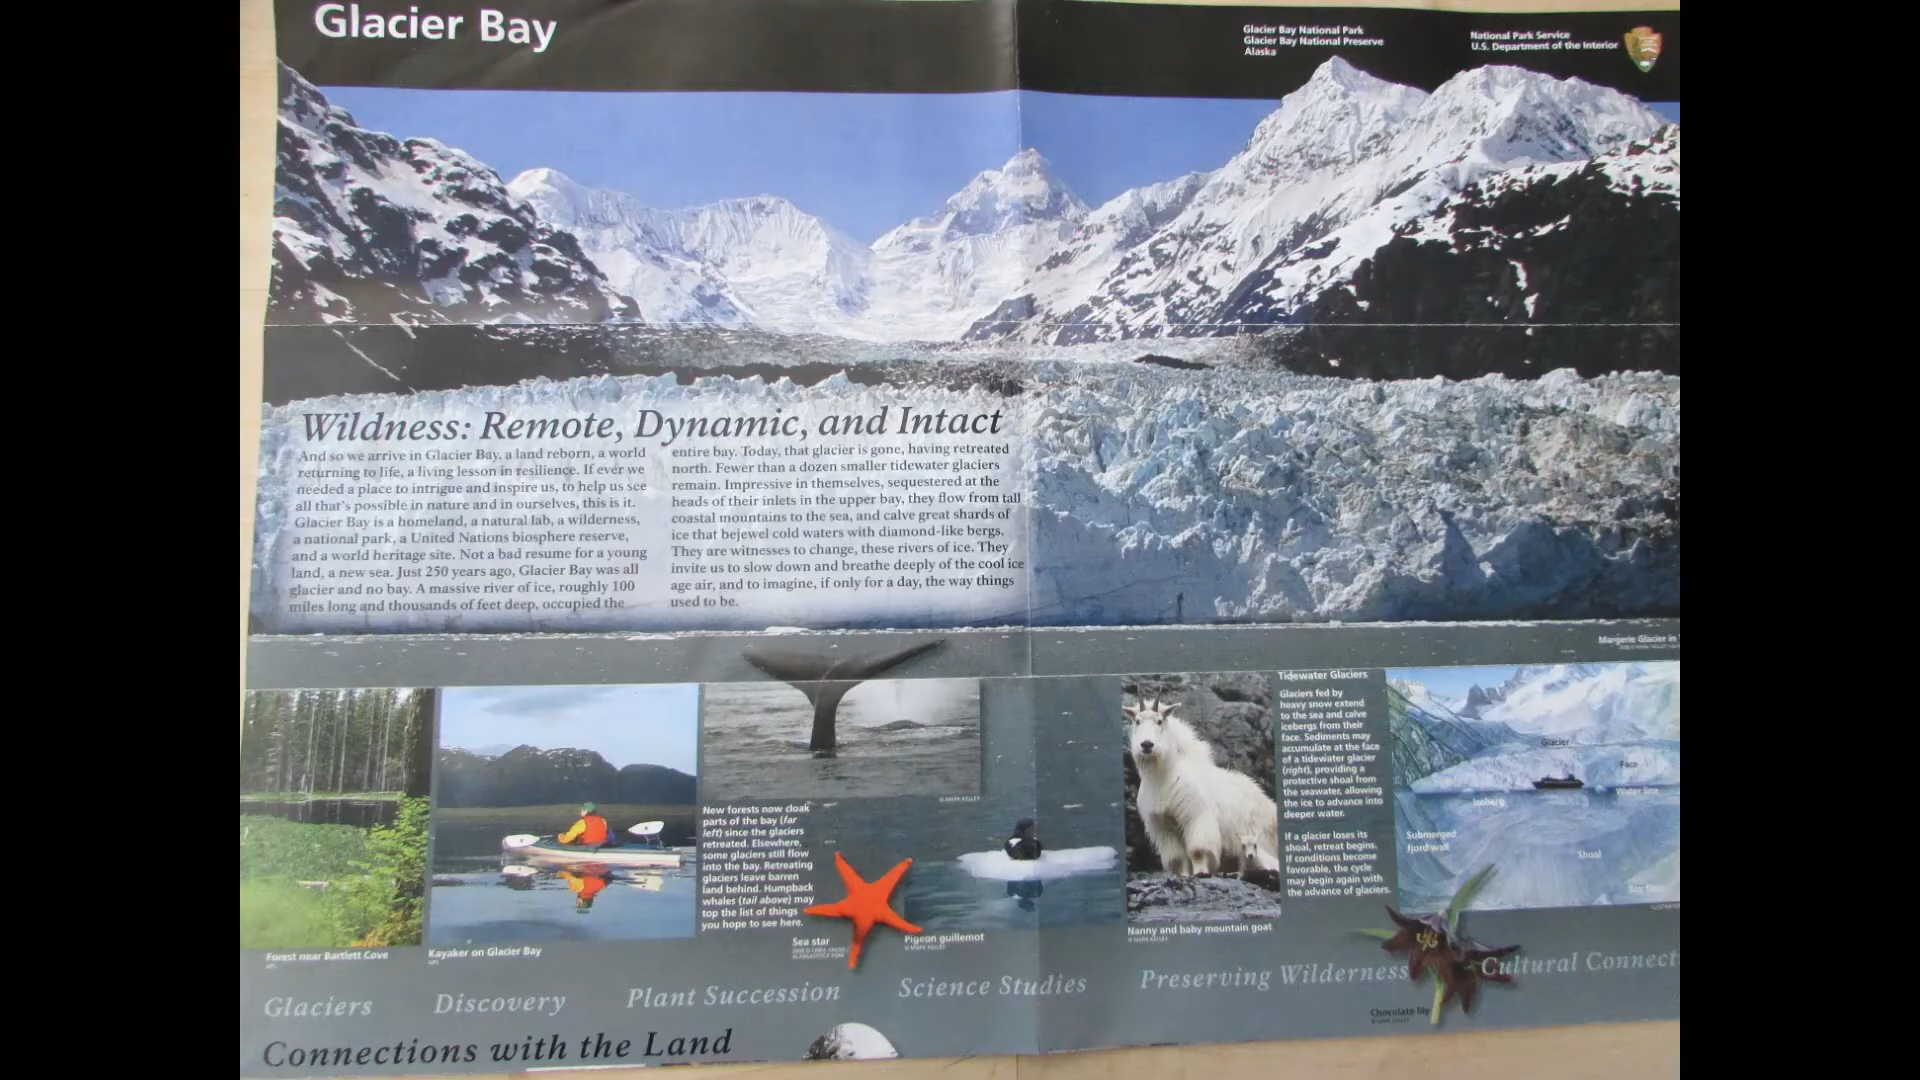 Glacier Bay
Glacier Bay National Park
Glacier Bay National Preserve
Alaska
National Park Service
U.S. Department of the Interior
Wildness: Remote, Dynamic, and Intact
And so we arrive in Glacier Bay, a land reborn, a world
returning to life, a living lesson in resilience. If ever we
needed a place to intrigue and inspire us, to help us see
all that's possible in nature and in ourselves, this is it.
Glacier Bay is a homeland, a natural lab, a wilderness,
a national park, a United Nations biosphere reserve,
and a world heritage site. Not a bad resume for a young
land, a new sea. Just 250 years ago, Glacier Bay was all
glacier and no bay. A massive river of ice, roughly 100
miles long and thousands of feet deep, occupied the
entire bay. Today, that glacier is gone, having retreated
north. Fewer than a dozen smaller tidewater glaciers
remain. Impressive in themselves, sequestered at the
heads of their inlets in the upper bay, they flow from tall
coastal mountains to the sea, and calve great shards of
ice that bejewel cold waters with diamond-like bergs.
They are witnesses to change, these rivers of ice. They
invite us to slow down and breathe deeply of the cool ice
age air, and to imagine, if only for a day, the way things
used to be.
Margerie Glacier in
© MARK KELLEY
New forests now cloak
parts of the bay (far
left) since the glaciers
retreated. Elsewhere,
some glaciers still flow
into the bay. Retreating
glaciers leave barren
land behind. Humpback
whales (tail above) may
top the list of things
you hope to see here.
Tidewater Glaciers
Glaciers fed by
heavy snow extend
to the sea and calve
icebergs from their
face. Sediments may
accumulate at the face
of a tidewater glacier
(right), providing a
protective shoal from
the seawater, allowing
the ice to advance into
deeper water.
If a glacier loses its
shoal, retreat begins.
If conditions become
favorable, the cycle
may begin again with
the advance of glaciers.
Glacier
Face
Water line
Iceberg
Submerged
fjord wall
Shoal
Forest near Bartlett Cove
Kayaker on Glacier Bay
Sea star
Pigeon guillemot
© MARK KELLEY
Nanny and baby mountain goat
© MARK KELLEY
Glaciers
Discovery
Plant Succession
Science Studies
Preserving Wilderness
Cultural Connect
Chocolate lily
Connections with the Land